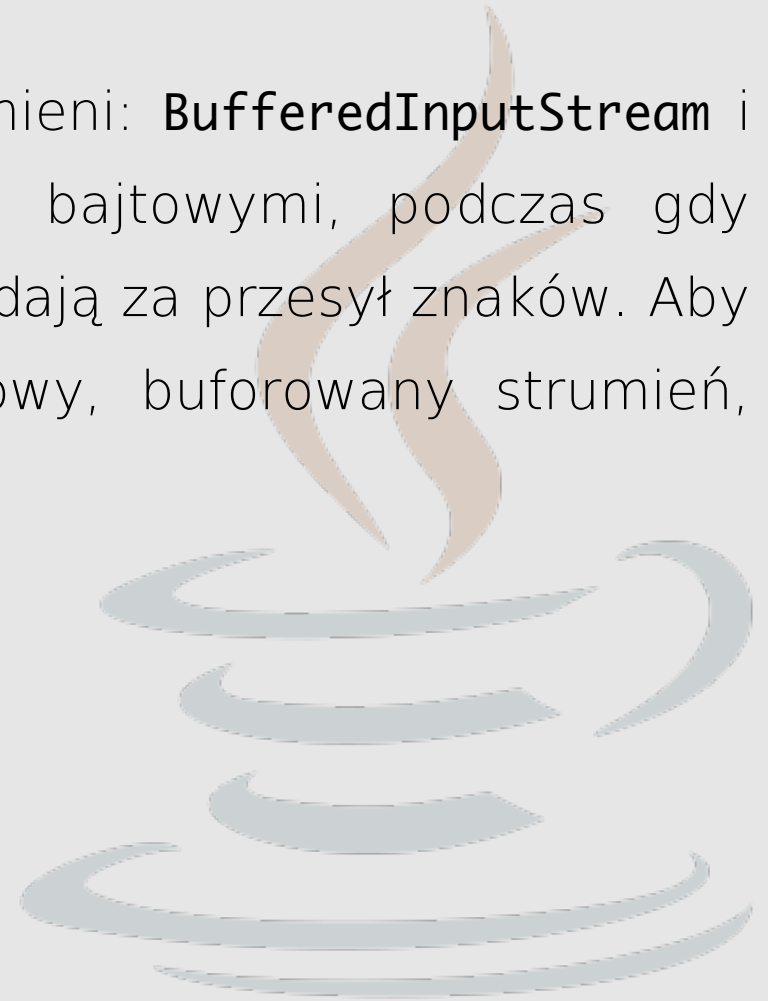 mieni: BufferedInputStream i
bajtowymi, podczas gdy
dają za przesył znaków. Aby
owy, buforowany strumień,